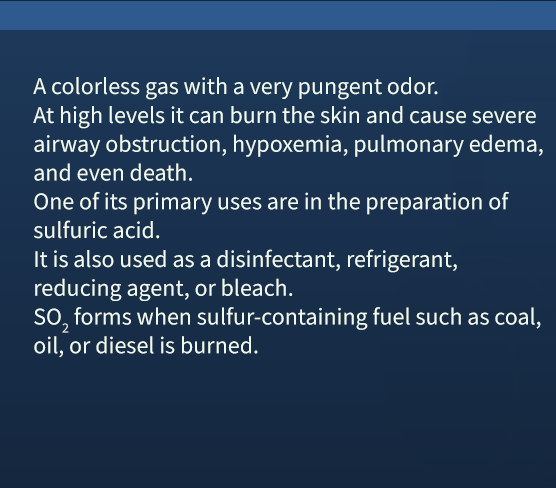 A colorless gas with a very pungent odor.
At high levels it can burn the skin and cause severe
airway obstruction, hypoxemia, pulmonary edema,
and even death.
One of its primary uses are in the preparation of
sulfuric acid.
It is also used as a disinfectant, refrigerant,
reducing agent, or bleach.
SO₂ forms when sulfur-containing fuel such as coal,
oil, or diesel is burned.